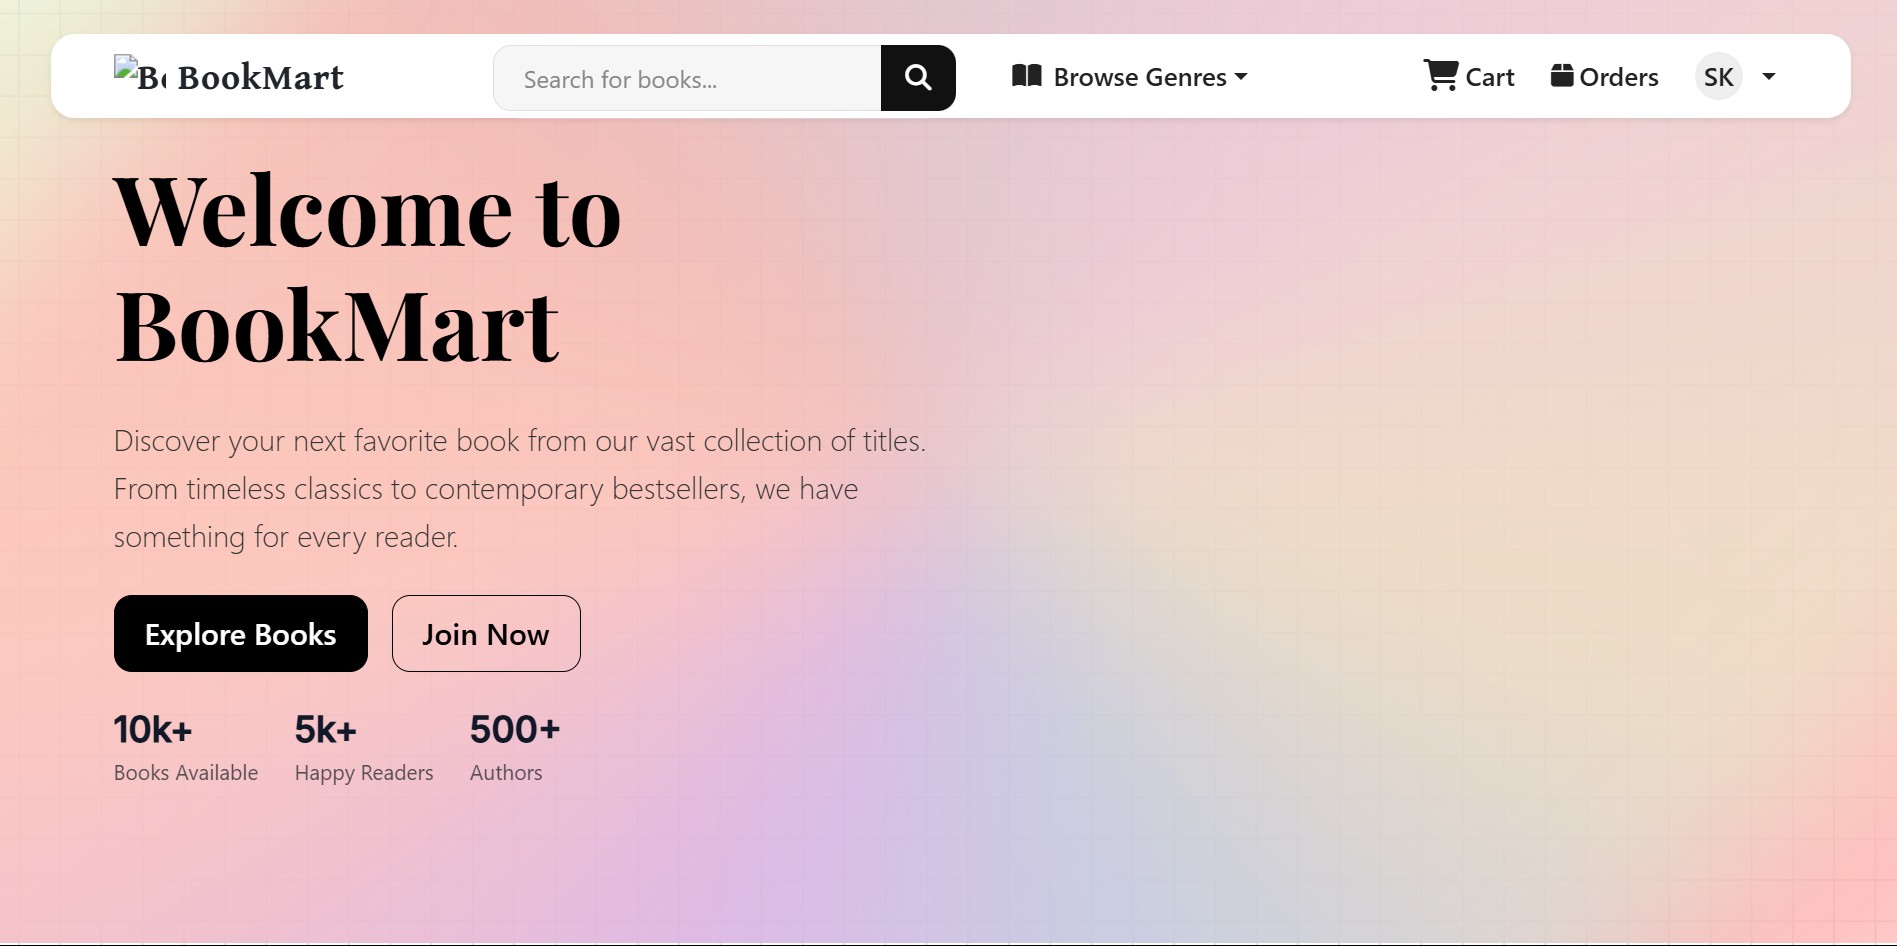 Bo BookMart
Search for books...
Browse Genres
Cart
Orders
SK
Welcome to
BookMart
Discover your next favorite book from our vast collection of titles.
From timeless classics to contemporary bestsellers, we have
something for every reader.
Explore Books
Join Now
10k+
Books Available
5k+
Happy Readers
500+
Authors